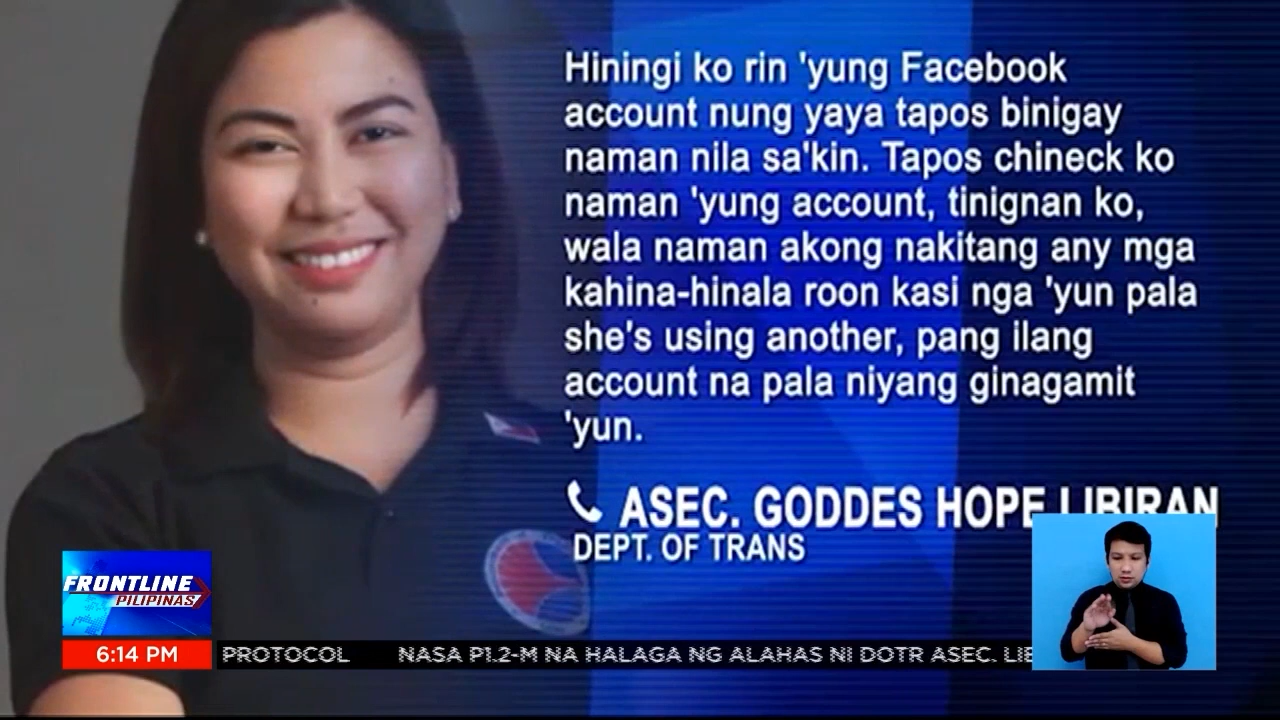 Hiningi ko rin 'yung Facebook
account nung yaya tapos binigay
naman nila sa'kin. Tapos chineck ko
naman 'yung account, tinignan ko,
wala naman akong nakitang any mga
kahina-hinala roon kasi nga 'yun pala
she's using another, pang ilang
account na pala niyang ginagamit
'yun.
ASEC. GODDES HOPE LIBIRAN
DEPT. OF TRANS
FRONTLINE
PILIPINAS
6:14 PM
PROTOCOL NASA P1.2-M NA HALAGA NG ALAHAS NI DOTR ASEC.